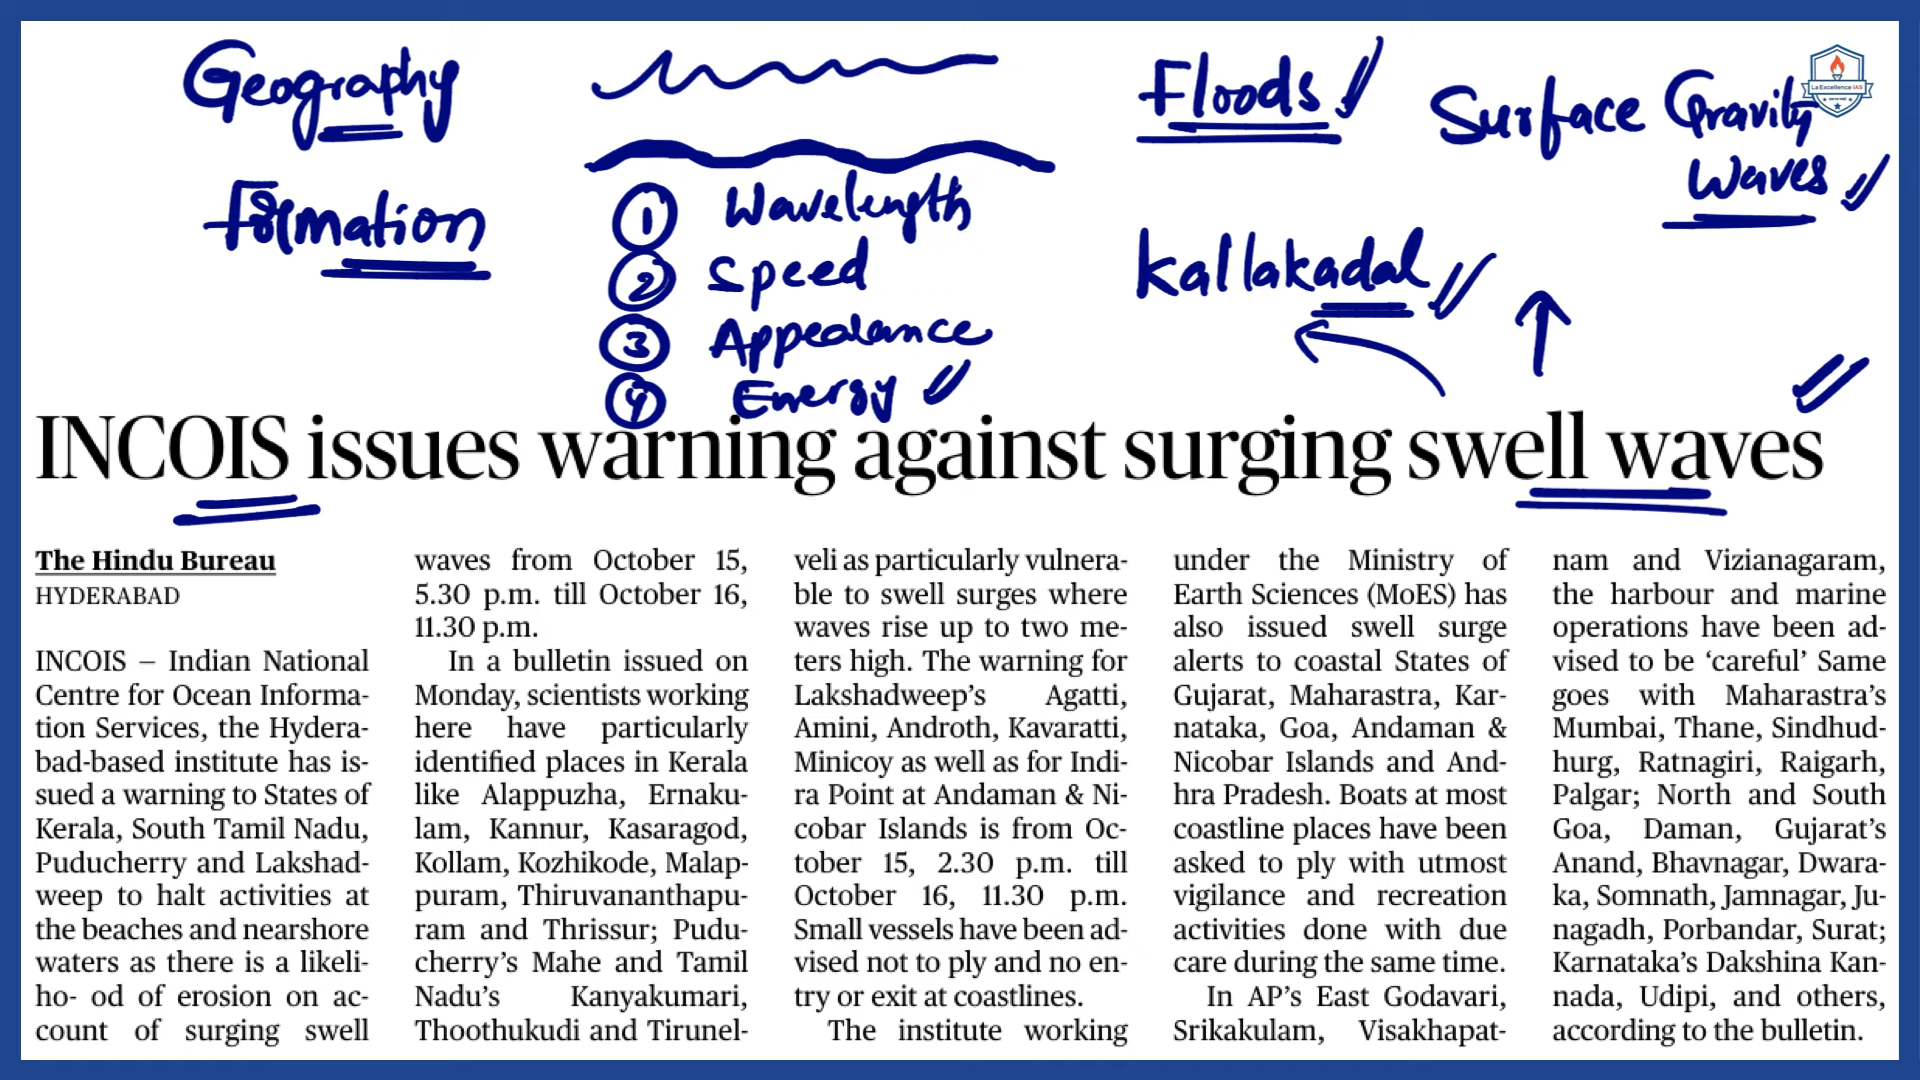 Geography
Formation
① Wavelength
② Speed
③ Appearance
④ Energy
Floods
Surface Gravity
Waves
Kallakadal
La Excellence IAS
INCOIS issues warning against surging swell waves
The Hindu Bureau
HYDERABAD
INCOIS – Indian National
Centre for Ocean Informa-
tion Services, the Hydera-
bad-based institute has is-
sued a warning to States of
Kerala, South Tamil Nadu,
Puducherry and Lakshad-
weep to halt activities at
the beaches and nearshore
waters as there is a likeli-
ho- od of erosion on ac-
count of surging swell
waves from October 15,
5.30 p.m. till October 16,
11.30 p.m.
In a bulletin issued on
Monday, scientists working
here have particularly
identified places in Kerala
like Alappuzha, Ernaku-
lam, Kannur, Kasaragod,
Kollam, Kozhikode, Malap-
puram, Thiruvananthapu-
ram and Thrissur; Pudu-
cherry's Mahe and Tamil
Nadu's Kanyakumari,
Thoothukudi and Tirunel-
veli as particularly vulnera-
ble to swell surges where
waves rise up to two me-
ters high. The warning for
Lakshadweep's Agatti,
Amini, Androth, Kavaratti,
Minicoy as well as for Indi-
ra Point at Andaman & Ni-
cobar Islands is from Oc-
tober 15, 2.30 p.m. till
October 16, 11.30 p.m.
Small vessels have been ad-
vised not to ply and no en-
try or exit at coastlines.
The institute working
under the Ministry of
Earth Sciences (MoES) has
also issued swell surge
alerts to coastal States of
Gujarat, Maharastra, Kar-
nataka, Goa, Andaman &
Nicobar Islands and And-
hra Pradesh. Boats at most
coastline places have been
asked to ply with utmost
vigilance and recreation
activities done with due
care during the same time.
In AP's East Godavari,
Srikakulam, Visakhapat-
nam and Vizianagaram,
the harbour and marine
operations have been ad-
vised to be 'careful' Same
goes with Maharastra's
Mumbai, Thane, Sindhud-
hurg, Ratnagiri, Raigarh,
Palgar; North and South
Goa, Daman, Gujarat's
Anand, Bhavnagar, Dwara-
ka, Somnath, Jamnagar, Ju-
nagadh, Porbandar, Surat;
Karnataka's Dakshina Kan-
nada, Udipi, and others,
according to the bulletin.